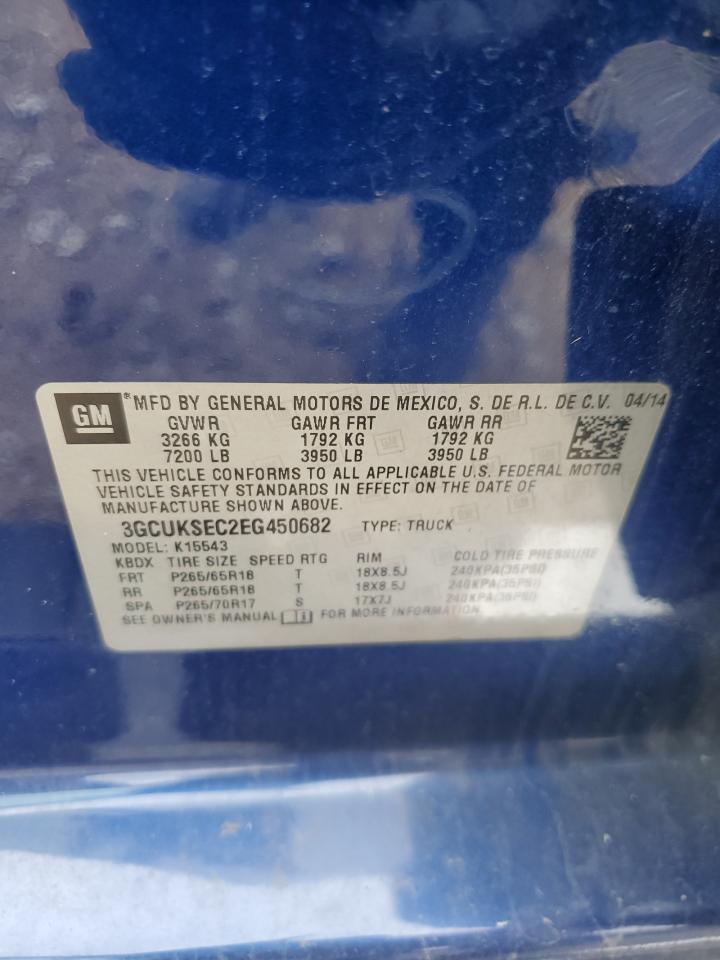 GM ® MFD BY GENERAL MOTORS DE MEXICO, S. DE R.L. DE C.V. 04/14
GVWR GAWR FRT GAWR RR
3266 KG 1792 KG 1792 KG
7200 LB 3950 LB 3950 LB
THIS VEHICLE CONFORMS TO ALL APPLICABLE U.S. FEDERAL MOTOR
VEHICLE SAFETY STANDARDS IN EFFECT ON THE DATE OF
MANUFACTURE SHOWN ABOVE.
3GCUKSEC2EG450682 TYPE: TRUCK
MODEL: K15543
KBDX TIRE SIZE SPEED RTG RIM COLD TIRE PRESSURE
FRT P265/65R18 T 18X8.5J 240KPA(35PSI)
RR P265/65R18 T 18X8.5J 240KPA(35PSI)
SPA P265/70R17 S 17X7J 240KPA(35PSI)
SEE OWNER'S MANUAL FOR MORE INFORMATION